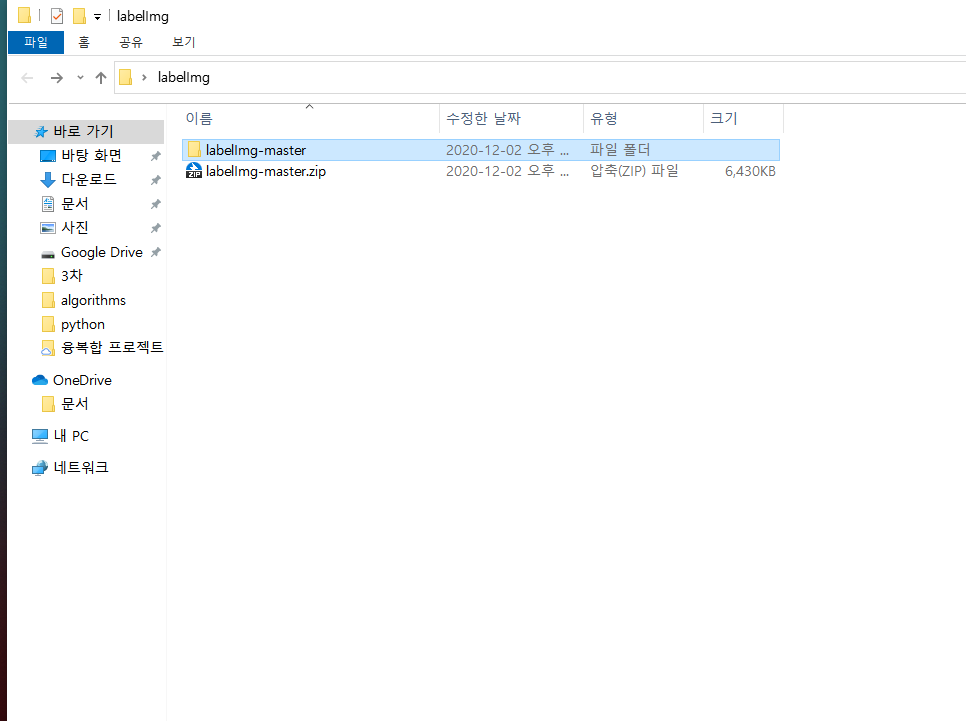 labelImg
파일 홈 공유 보기
labelImg
이름 수정한 날짜 유형 크기
labelImg-master 2020-12-02 오후 ... 파일 폴더
labelImg-master.zip 2020-12-02 오후 ... 압축(ZIP) 파일 6,430KB
바로 가기
바탕 화면
다운로드
문서
사진
Google Drive
3차
algorithms
python
융복합 프로젝트
OneDrive
문서
내 PC
네트워크